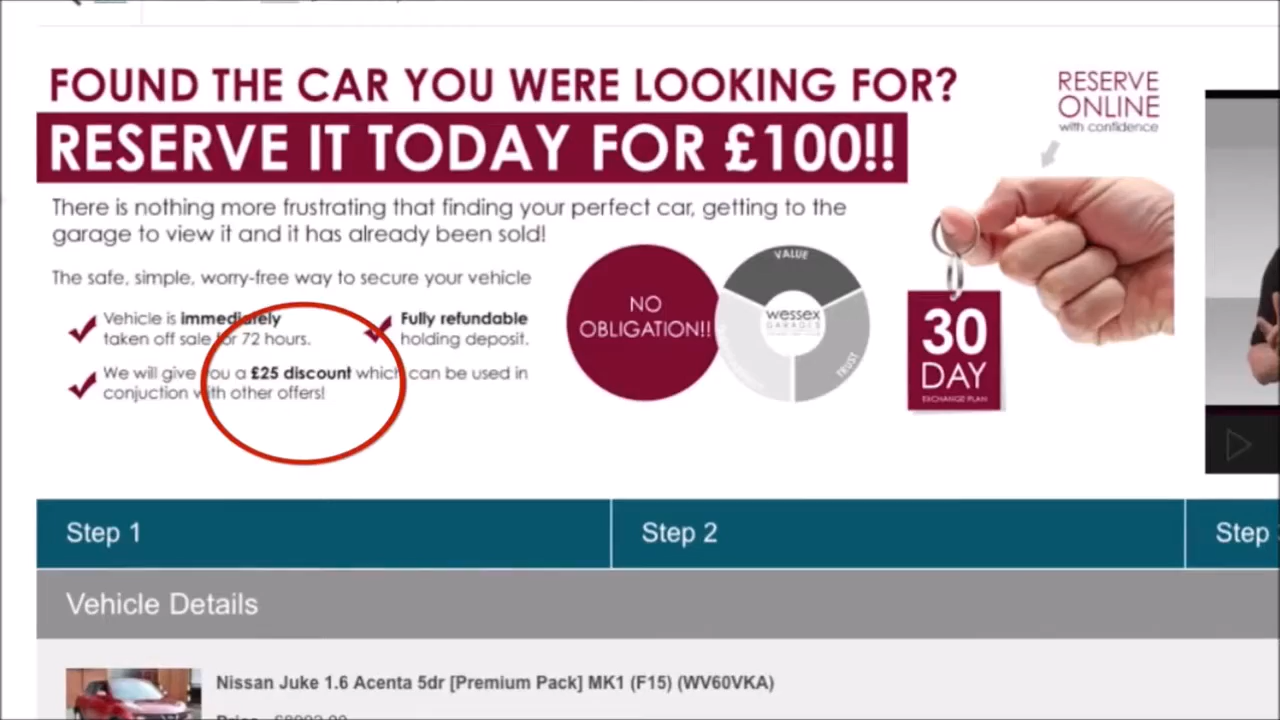 FOUND THE CAR YOU WERE LOOKING FOR?
RESERVE IT TODAY FOR £100!!
RESERVE
ONLINE
with confidence
There is nothing more frustrating that finding your perfect car, getting to the
garage to view it and it has already been sold!
The safe, simple, worry-free way to secure your vehicle
Vehicle is immediately
taken off sale for 72 hours.
Fully refundable
holding deposit.
We will give you a £25 discount which can be used in
conjuction with other offers!
NO
OBLIGATION!!
VALUE
wessex
GARAGES
TRUST
30
DAY
EXCHANGE PLAN
Step 1
Step 2
Step
Vehicle Details
Nissan Juke 1.6 Acenta 5dr [Premium Pack] MK1 (F15) (WV60VKA)